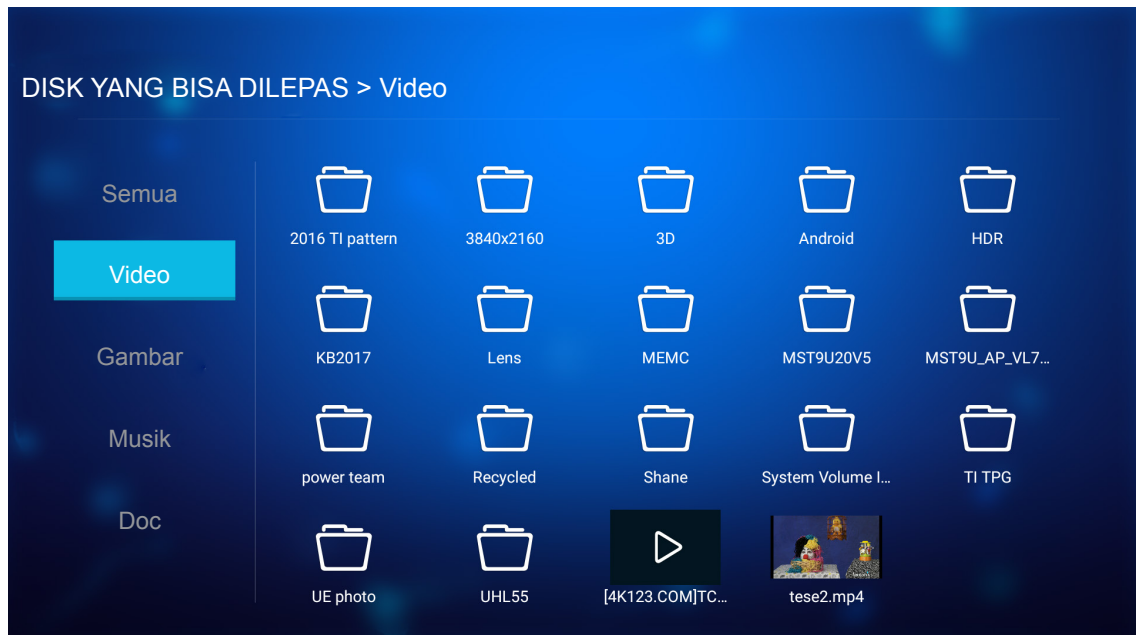 DISK YANG BISA DILEPAS > Video
Semua
Video
Gambar
Musik
Doc
2016 TI pattern
3840x2160
3D
Android
HDR
KB2017
Lens
MEMC
MST9U20V5
MST9U_AP_VL7...
power team
Recycled
Shane
System Volume I...
TI TPG
UE photo
UHL55
[4K123.COM]TC...
tese2.mp4